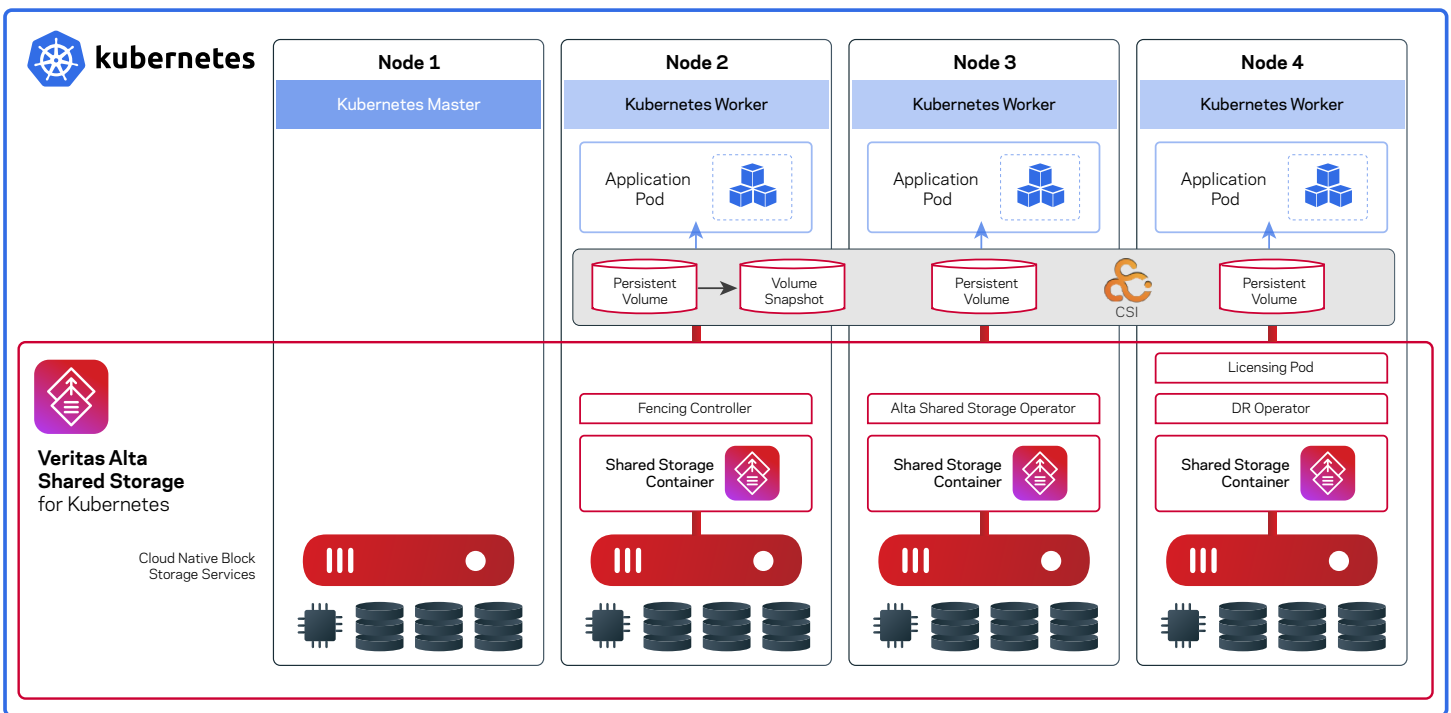 kubernetes
Node 1
Kubernetes Master
Node 2
Kubernetes Worker
Application
Pod
Node 3
Kubernetes Worker
Application
Pod
Node 4
Kubernetes Worker
Application
Pod
Persistent
Volume
Volume
Snapshot
Persistent
Volume
CSI
Persistent
Volume
Veritas Alta
Shared Storage
for Kubernetes
Cloud Native Block
Storage Services
Fencing Controller
Shared Storage
Container
Alta Shared Storage Operator
Shared Storage
Container
Licensing Pod
DR Operator
Shared Storage
Container